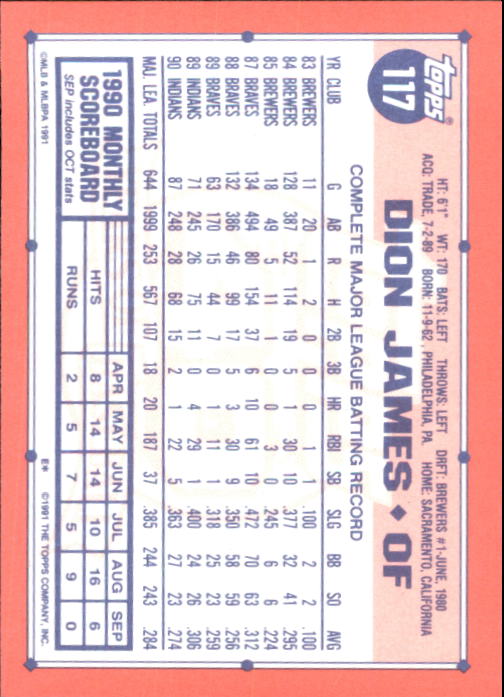 topps®
117
HT: 6'1" WT: 170 BATS: LEFT THROWS: LEFT DRFT: BREWERS #1-JUNE, 1980
ACQ: TRADE, 7-2-89 BORN: 11-9-62, PHILADELPHIA, PA HOME: SACRAMENTO, CALIFORNIA
DION JAMES ♦ OF
COMPLETE MAJOR LEAGUE BATTING RECORD
YR CLUB G AB R H 2B 3B HR RBI SB SLG BB SO AVG
83 BREWERS 11 20 1 2 0 0 0 1 1 .100 2 2 .100
84 BREWERS 128 387 52 114 19 5 1 30 10 .377 32 41 .295
85 BREWERS 18 49 5 11 1 0 0 3 0 .245 6 6 .224
87 BRAVES 134 494 80 154 37 6 10 61 10 .472 70 63 .312
88 BRAVES 132 386 46 99 17 5 3 30 9 .350 58 59 .256
89 BRAVES 63 170 15 44 7 0 1 11 1 .318 25 23 .259
89 INDIANS 71 245 26 75 11 0 4 29 1 .400 24 26 .306
90 INDIANS 87 248 28 68 15 2 1 22 5 .363 27 23 .274
MAJ. LEA. TOTALS 644 1999 253 567 107 18 20 187 37 .385 244 243 .284
1990 MONTHLY
SCOREBOARD
SEP includes OCT stats
APR MAY JUN JUL AUG SEP
HITS 8 14 14 10 16 6
RUNS 2 5 7 5 9 0
©MLB & MLBPA 1991
E* ©1991 THE TOPPS COMPANY, INC.